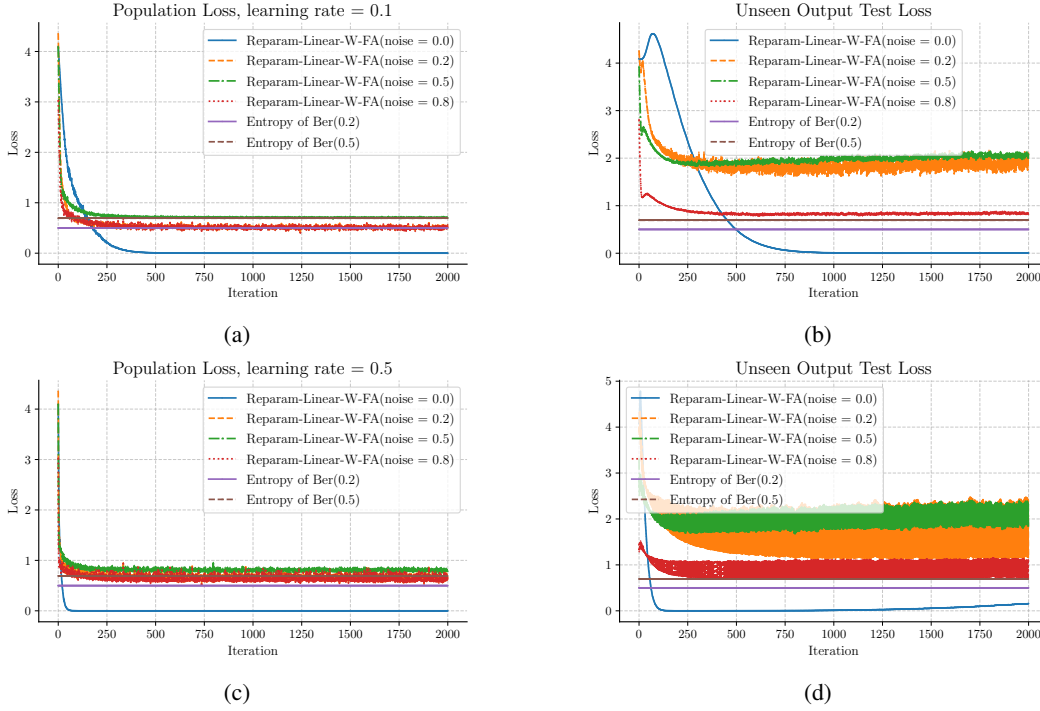 Population Loss, learning rate = 0.1
Loss
4
3
2
1
0
0
250
500
750
1000
1250
1500
1750
2000
Iteration
Reparam-Linear-W-FA(noise = 0.0)
Reparam-Linear-W-FA(noise = 0.2)
Reparam-Linear-W-FA(noise = 0.5)
Reparam-Linear-W-FA(noise = 0.8)
Entropy of Ber(0.2)
Entropy of Ber(0.5)
(a)
Unseen Output Test Loss
Loss
4
3
2
1
0
0
250
500
750
1000
1250
1500
1750
2000
Iteration
Reparam-Linear-W-FA(noise = 0.0)
Reparam-Linear-W-FA(noise = 0.2)
Reparam-Linear-W-FA(noise = 0.5)
Reparam-Linear-W-FA(noise = 0.8)
Entropy of Ber(0.2)
Entropy of Ber(0.5)
(b)
Population Loss, learning rate = 0.5
Loss
4
3
2
1
0
0
250
500
750
1000
1250
1500
1750
2000
Iteration
Reparam-Linear-W-FA(noise = 0.0)
Reparam-Linear-W-FA(noise = 0.2)
Reparam-Linear-W-FA(noise = 0.5)
Reparam-Linear-W-FA(noise = 0.8)
Entropy of Ber(0.2)
Entropy of Ber(0.5)
(c)
Unseen Output Test Loss
Loss
5
4
3
2
1
0
0
250
500
750
1000
1250
1500
1750
2000
Iteration
Reparam-Linear-W-FA(noise = 0.0)
Reparam-Linear-W-FA(noise = 0.2)
Reparam-Linear-W-FA(noise = 0.5)
Reparam-Linear-W-FA(noise = 0.8)
Entropy of Ber(0.2)
Entropy of Ber(0.5)
(d)